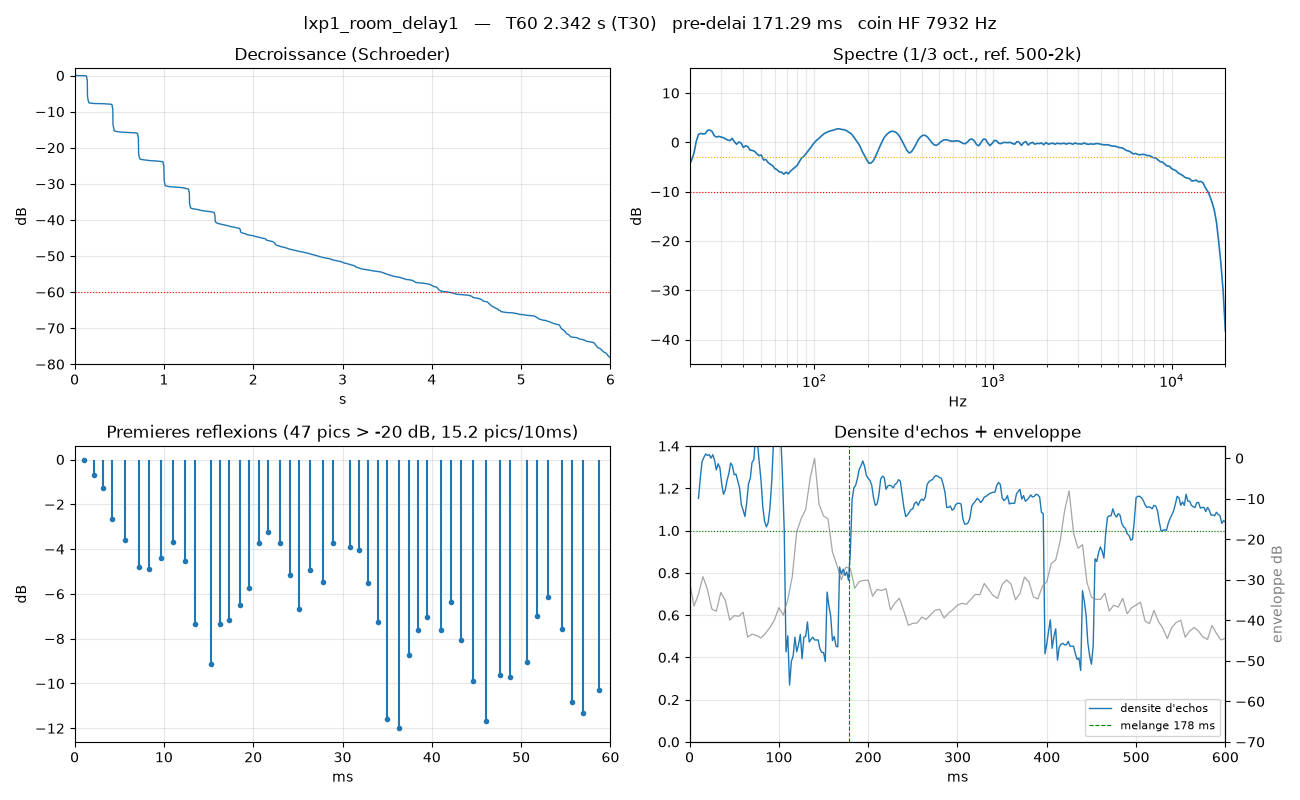 lxp1_room_delay1   —   T60 2.342 s (T30)   pre-delai 171.29 ms   coin HF 7932 Hz
Decroissance (Schroeder)
0
−10
−20
−30
−40
−50
−60
−70
−80
dB
0 1 2 3 4 5 6
s
Spectre (1/3 oct., ref. 500-2k)
10
0
−10
−20
−30
−40
dB
10² 10³ 10⁴
Hz
Premieres reflexions (47 pics > -20 dB, 15.2 pics/10ms)
0
−2
−4
−6
−8
−10
−12
dB
0 10 20 30 40 50 60
ms
Densite d'echos + enveloppe
1.4
1.2
1.0
0.8
0.6
0.4
0.2
0.0
0
−10
−20
−30
−40
−50
−60
−70
enveloppe dB
densite d'echos
melange 178 ms
0 100 200 300 400 500 600
ms